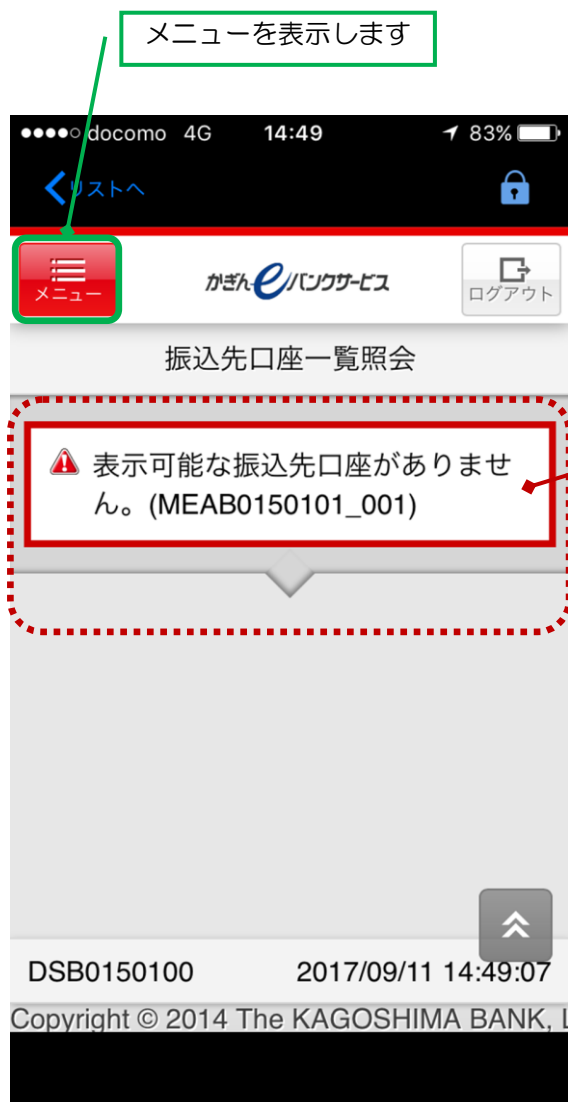 メニューを表示します
docomo 4G 14:49 83%
リストへ
メニュー
かぎん eバンクサービス
ログアウト
振込先口座一覧照会
表示可能な振込先口座がありませ
ん。(MEAB0150101_001)
DSB0150100 2017/09/11 14:49:07
Copyright © 2014 The KAGOSHIMA BANK, L